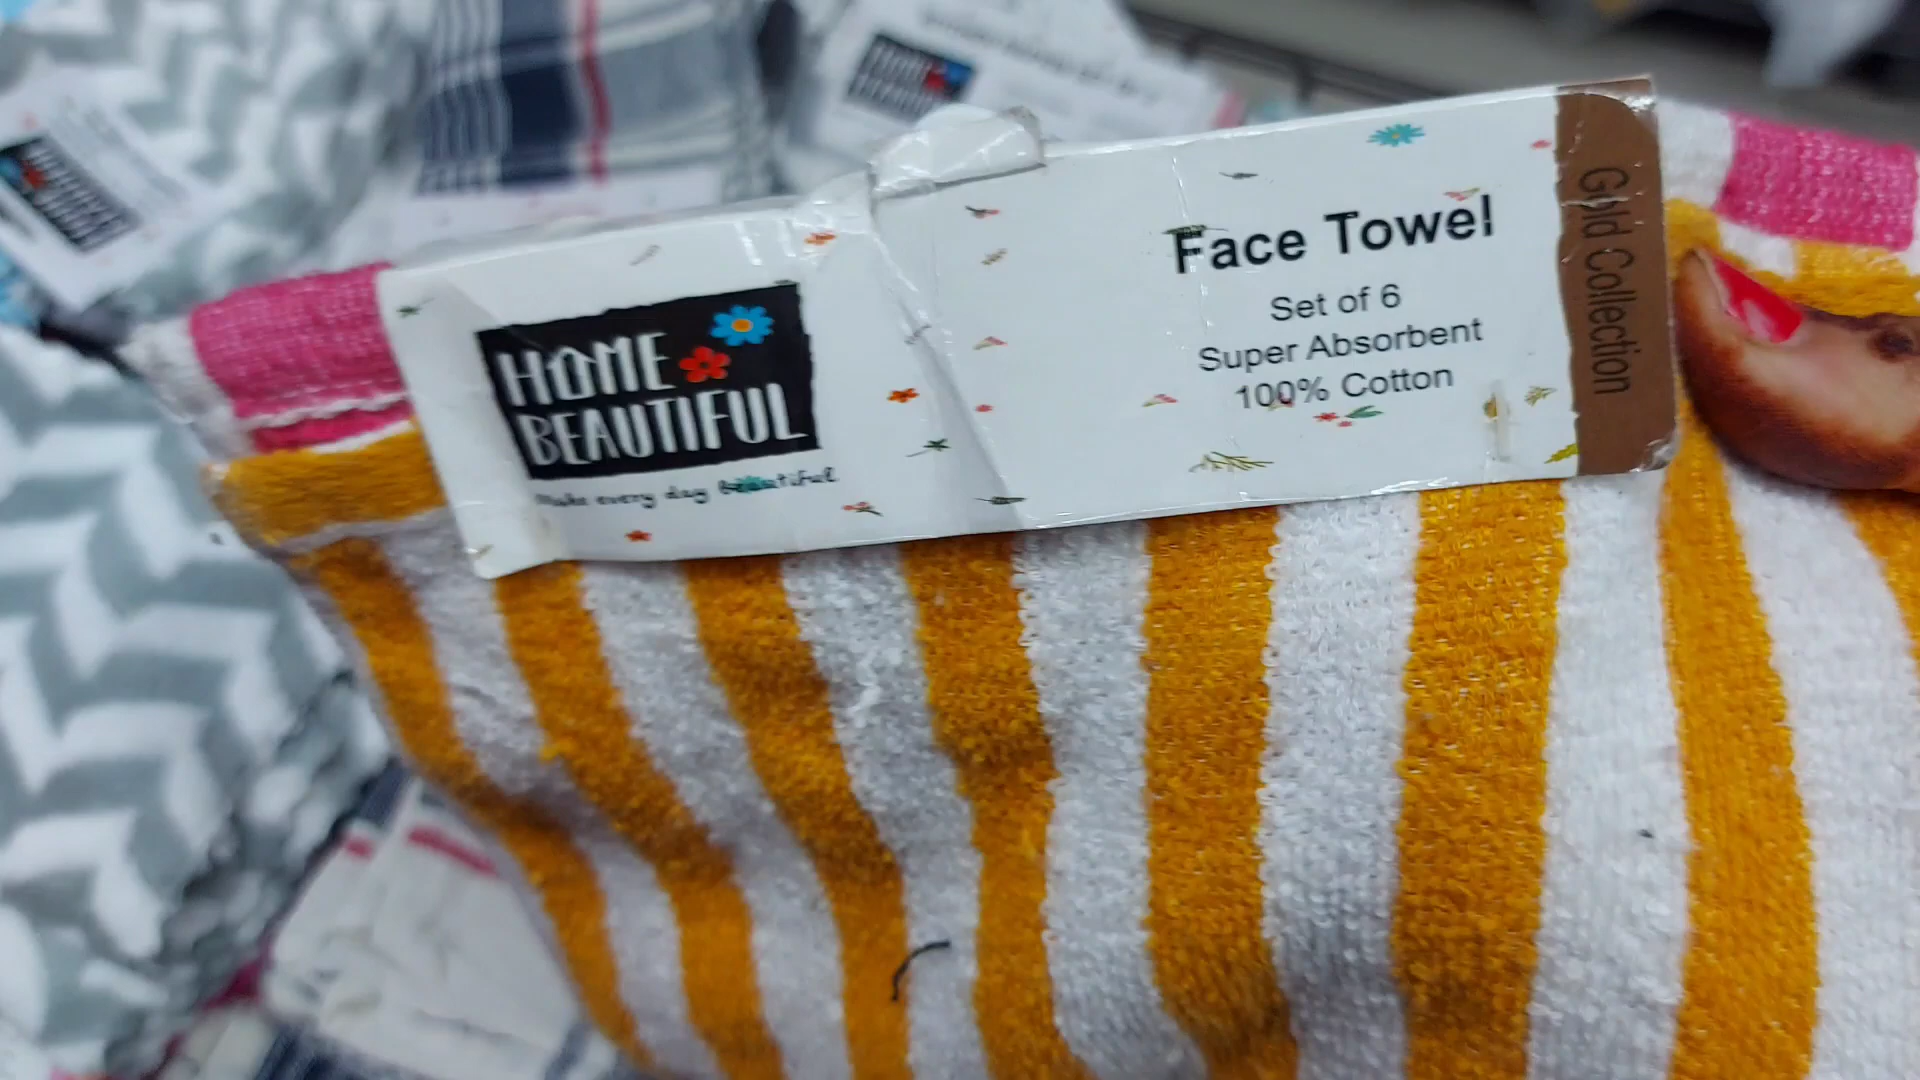 HOME
BEAUTIFUL
Make every day beautiful
Face Towel
Set of 6
Super Absorbent
100% Cotton
Gold Collection